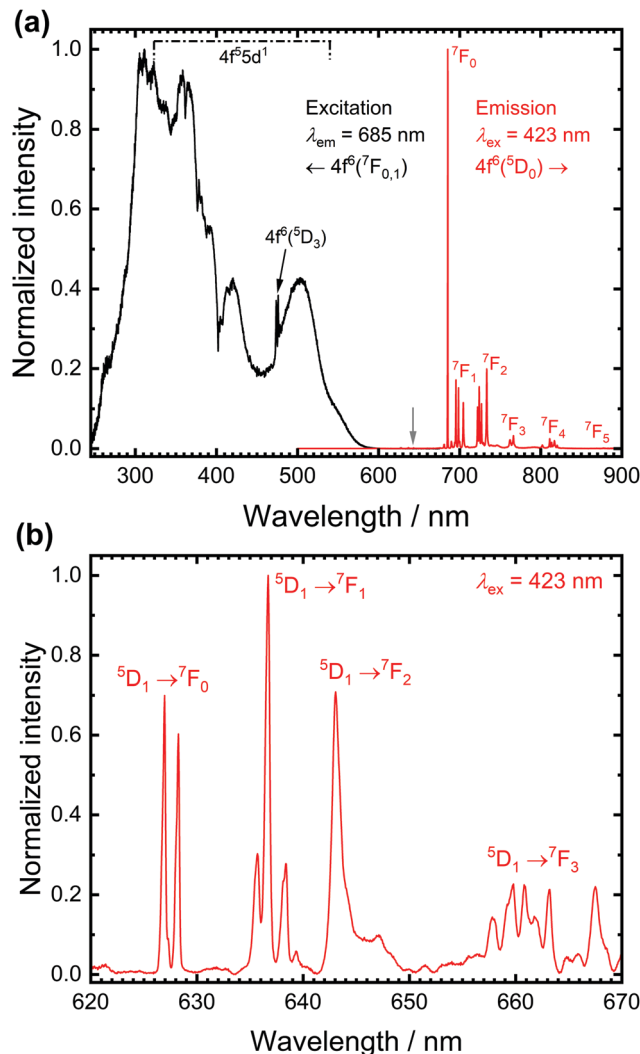 (a)
Normalized intensity
1.0
0.8
0.6
0.4
0.2
0.0
4f⁵5d¹
Excitation
λem = 685 nm
← 4f⁶(⁷F₀,₁)
4f⁶(⁵D₃)
⁷F₀
Emission
λex = 423 nm
4f⁶(⁵D₀) →
⁷F₁
⁷F₂
⁷F₃
⁷F₄
⁷F₅
300 400 500 600 700 800 900
Wavelength / nm
(b)
Normalized intensity
1.0
0.8
0.6
0.4
0.2
0.0
⁵D₁→⁷F₀
⁵D₁→⁷F₁
⁵D₁→⁷F₂
⁵D₁→⁷F₃
λex = 423 nm
620 630 640 650 660 670
Wavelength / nm